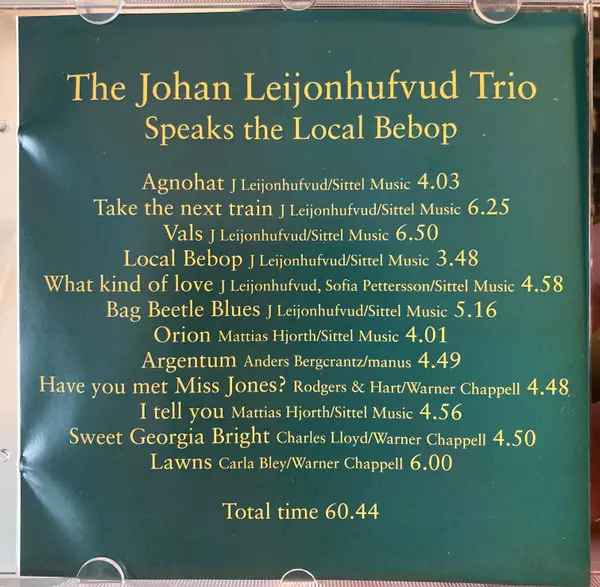 The Johan Leijonhufvud Trio
Speaks the Local Bebop
Agnohat J Leijonhufvud/Sittel Music 4.03
Take the next train J Leijonhufvud/Sittel Music 6.25
Vals J Leijonhufvud/Sittel Music 6.50
Local Bebop J Leijonhufvud/Sittel Music 3.48
What kind of love J Leijonhufvud, Sofia Pettersson/Sittel Music 4.58
Bag Beetle Blues J Leijonhufvud/Sittel Music 5.16
Orion Mattias Hjorth/Sittel Music 4.01
Argentum Anders Bergcrantz/manus 4.49
Have you met Miss Jones? Rodgers & Hart/Warner Chappell 4.48
I tell you Mattias Hjorth/Sittel Music 4.56
Sweet Georgia Bright Charles Lloyd/Warner Chappell 4.50
Lawns Carla Bley/Warner Chappell 6.00
Total time 60.44